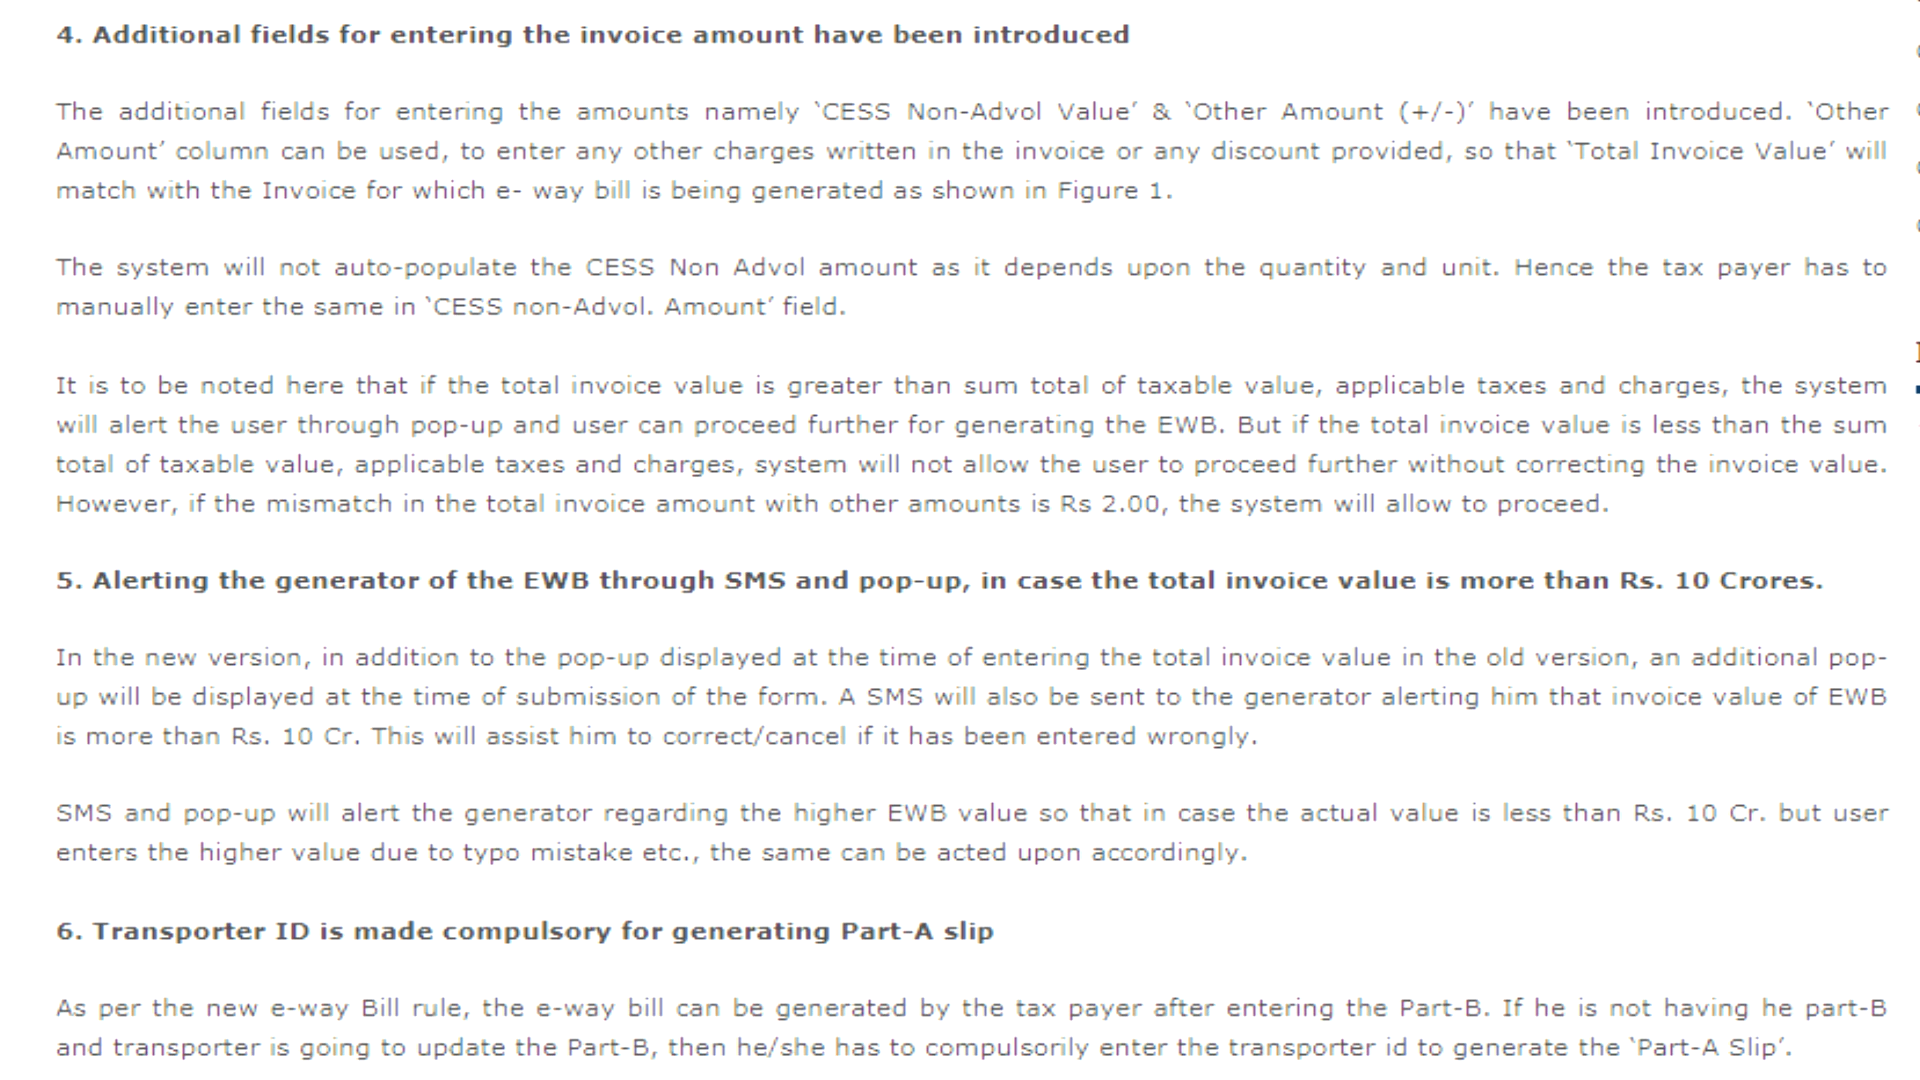 4. Additional fields for entering the invoice amount have been introduced
The additional fields for entering the amounts namely ‘CESS Non-Advol Value’ & ‘Other Amount (+/-)’ have been introduced. ‘Other
Amount’ column can be used, to enter any other charges written in the invoice or any discount provided, so that ‘Total Invoice Value’ will
match with the Invoice for which e- way bill is being generated as shown in Figure 1.
The system will not auto-populate the CESS Non Advol amount as it depends upon the quantity and unit. Hence the tax payer has to
manually enter the same in ‘CESS non-Advol. Amount’ field.
It is to be noted here that if the total invoice value is greater than sum total of taxable value, applicable taxes and charges, the system
will alert the user through pop-up and user can proceed further for generating the EWB. But if the total invoice value is less than the sum
total of taxable value, applicable taxes and charges, system will not allow the user to proceed further without correcting the invoice value.
However, if the mismatch in the total invoice amount with other amounts is Rs 2.00, the system will allow to proceed.
5. Alerting the generator of the EWB through SMS and pop-up, in case the total invoice value is more than Rs. 10 Crores.
In the new version, in addition to the pop-up displayed at the time of entering the total invoice value in the old version, an additional pop-
up will be displayed at the time of submission of the form. A SMS will also be sent to the generator alerting him that invoice value of EWB
is more than Rs. 10 Cr. This will assist him to correct/cancel if it has been entered wrongly.
SMS and pop-up will alert the generator regarding the higher EWB value so that in case the actual value is less than Rs. 10 Cr. but user
enters the higher value due to typo mistake etc., the same can be acted upon accordingly.
6. Transporter ID is made compulsory for generating Part-A slip
As per the new e-way Bill rule, the e-way bill can be generated by the tax payer after entering the Part-B. If he is not having he part-B
and transporter is going to update the Part-B, then he/she has to compulsorily enter the transporter id to generate the ‘Part-A Slip’.